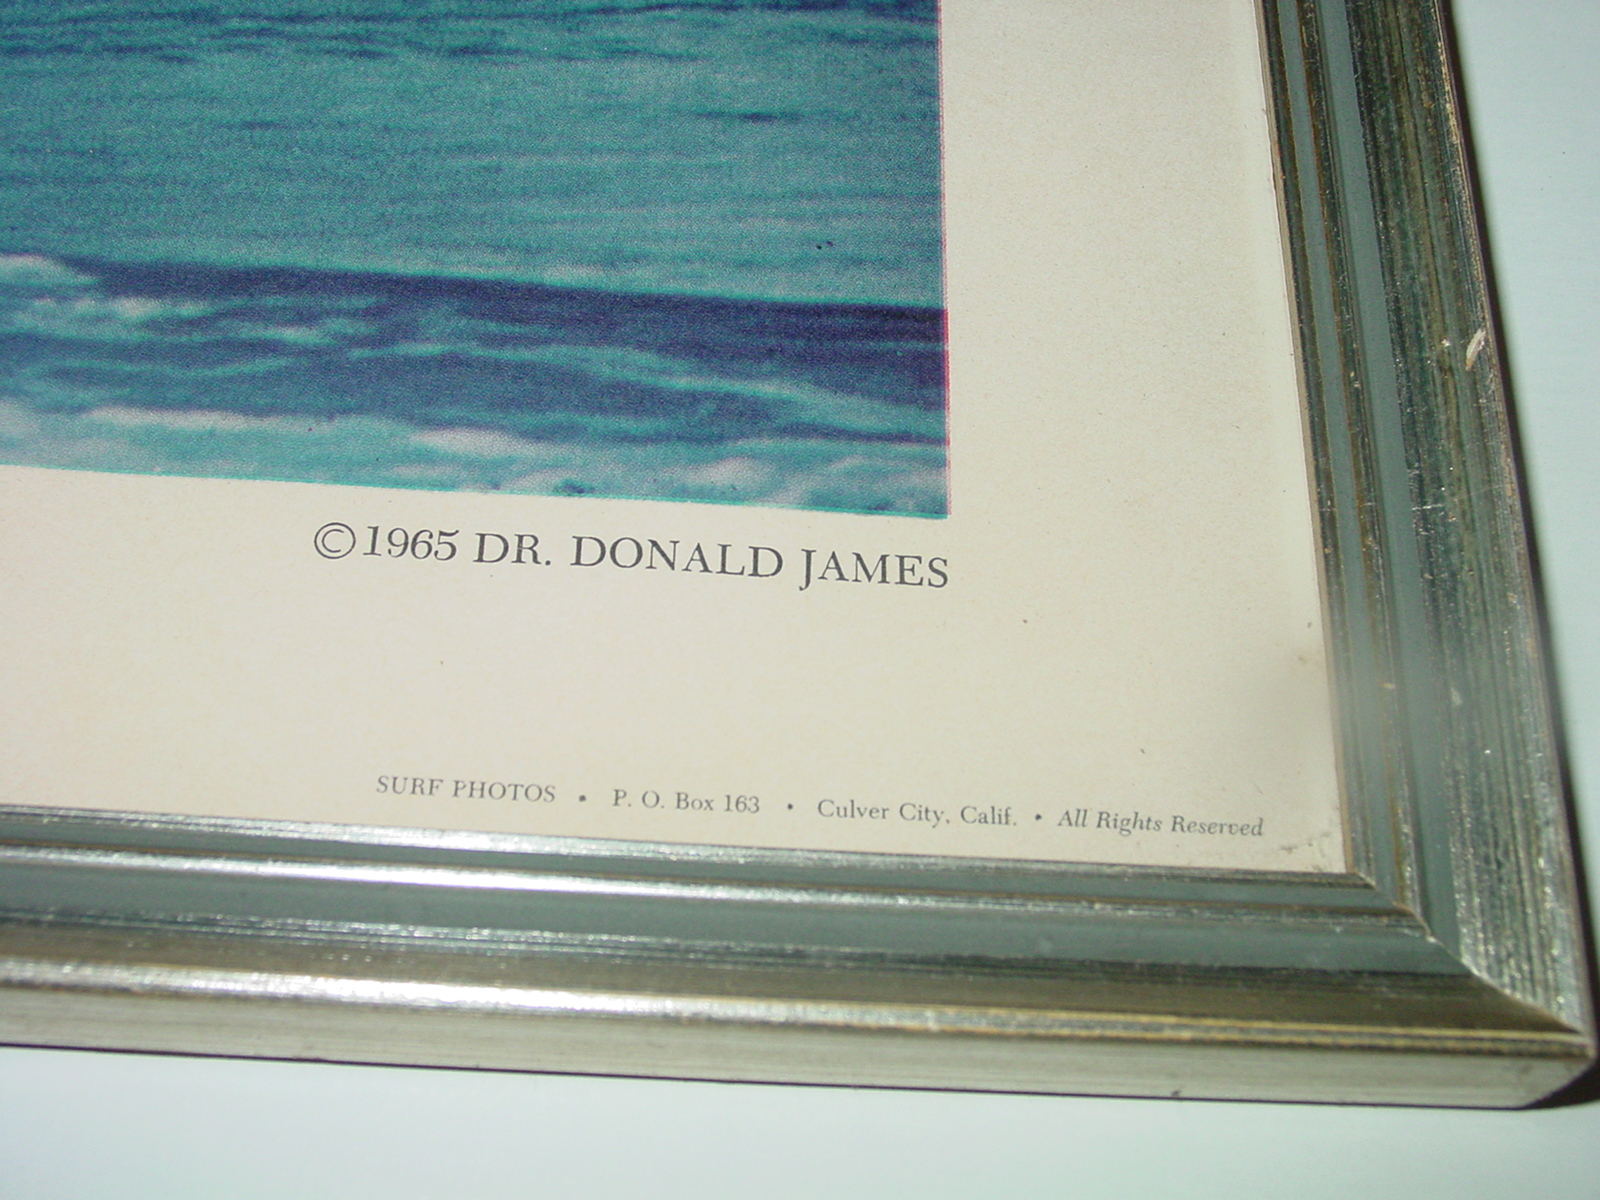 ©1965 DR. DONALD JAMES
SURF PHOTOS • P. O. Box 163 • Culver City, Calif. • All Rights Reserved